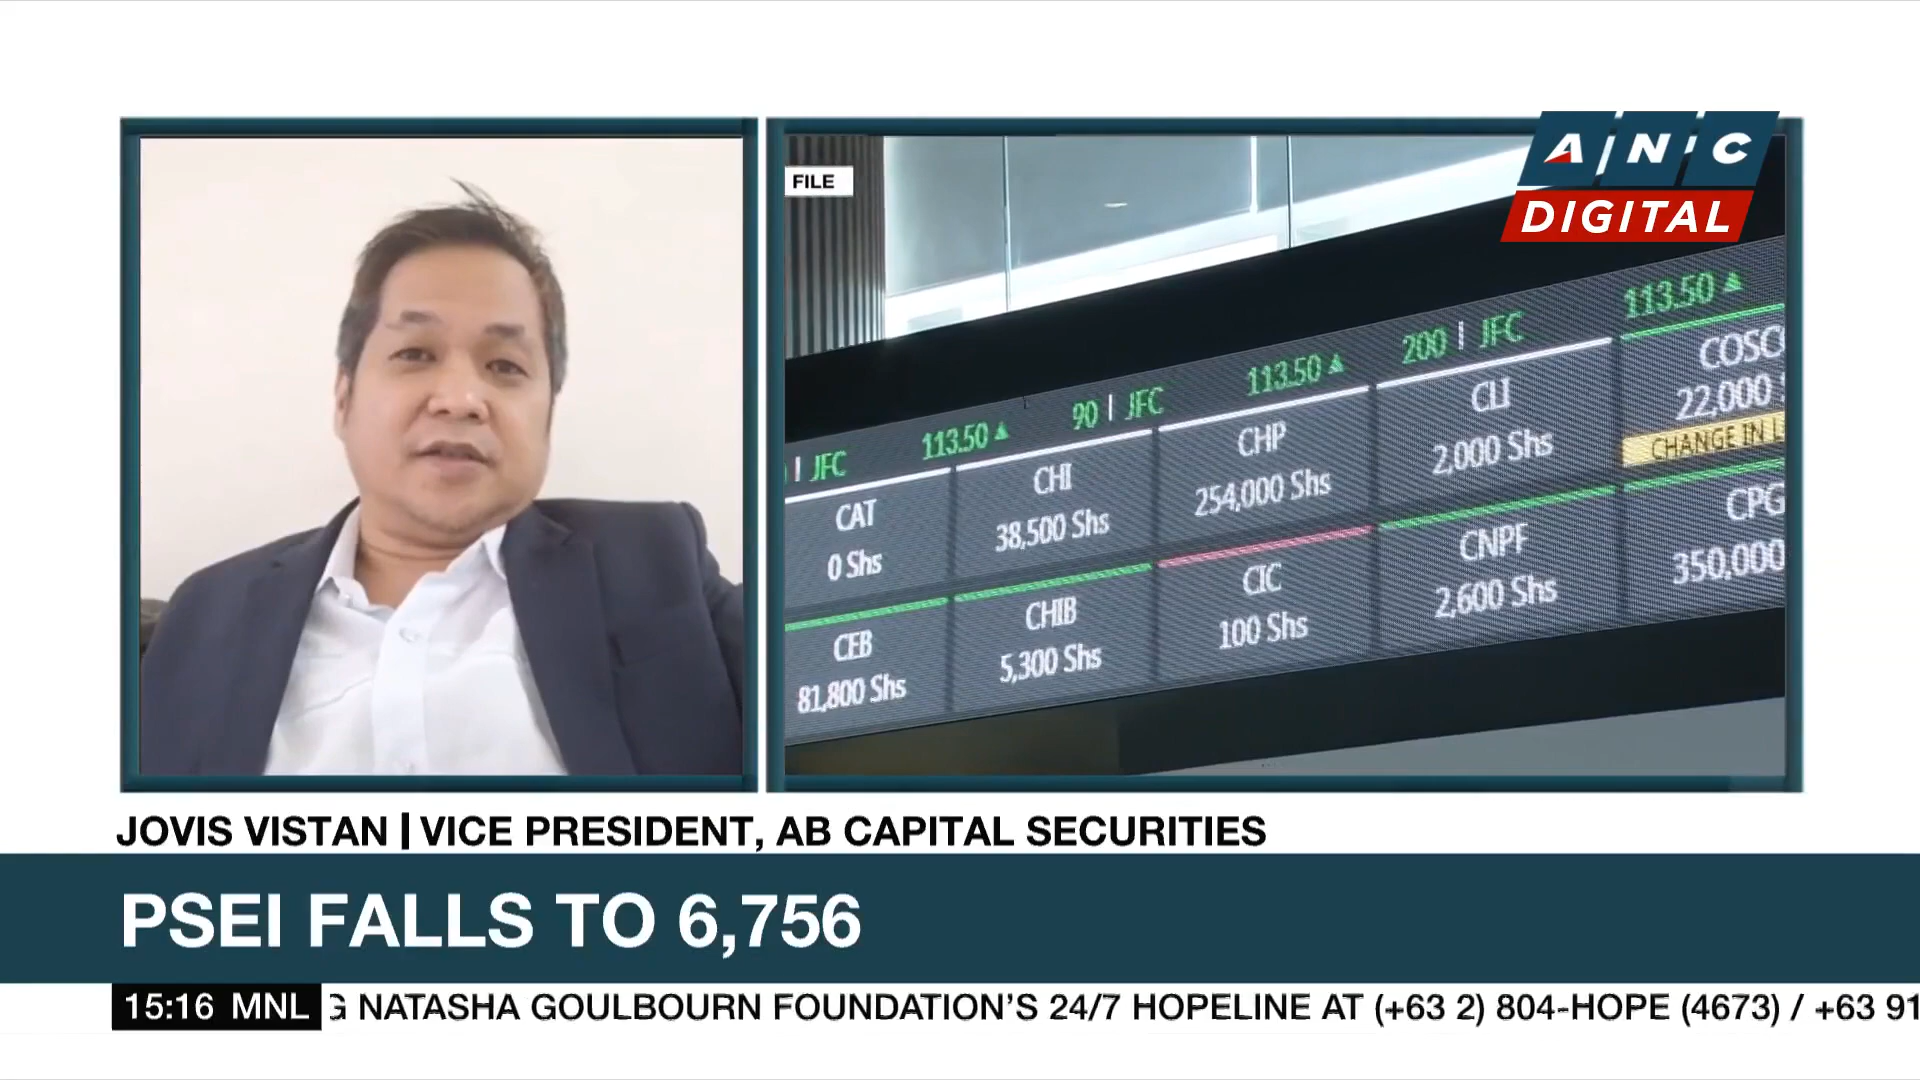 ANC
DIGITAL
FILE
| JFC 113.50 ▲ 90 | JFC 113.50 ▲ 200 | JFC 113.50 ▲
CAT CHI CHP CLI COSC
0 Shs 38,500 Shs 254,000 Shs 2,000 Shs 22,000
CHANGE IN
CEB CHIB CIC CNPF CPG
81,800 Shs 5,300 Shs 100 Shs 2,600 Shs 350,000
JOVIS VISTAN | VICE PRESIDENT, AB CAPITAL SECURITIES
PSEI FALLS TO 6,756
15:16 MNL G NATASHA GOULBOURN FOUNDATION'S 24/7 HOPELINE AT (+63 2) 804-HOPE (4673) / +63 91